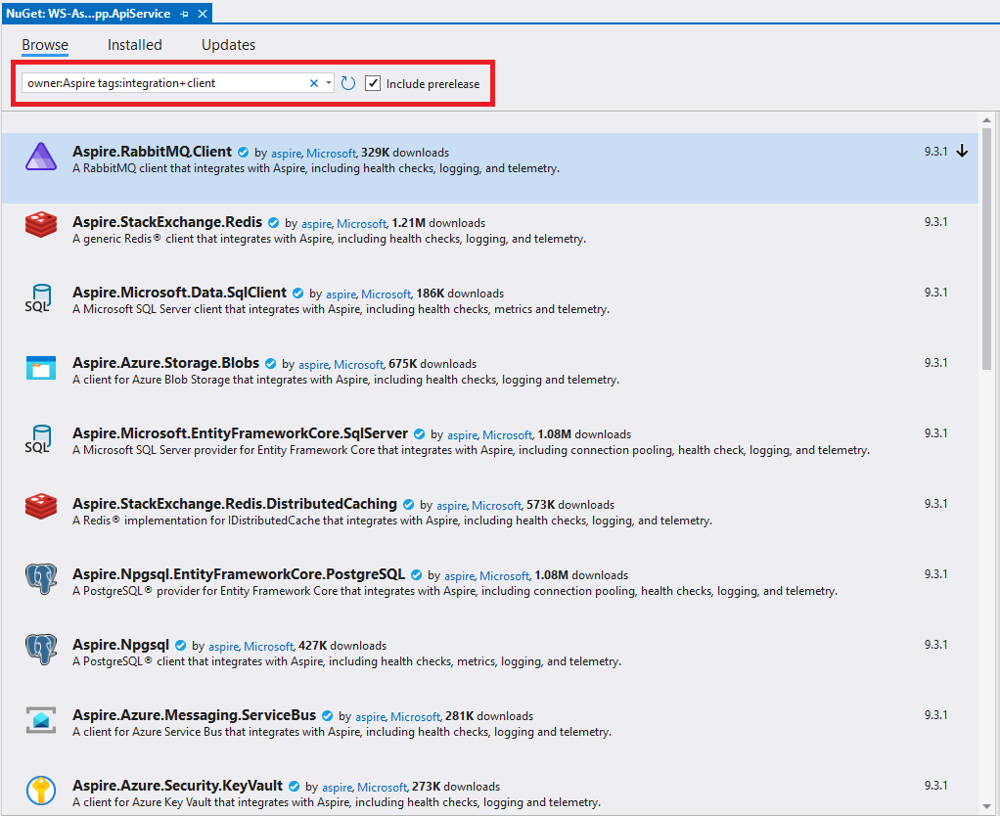 NuGet: WS-As...pp.ApiService
Browse Installed Updates
owner:Aspire tags:integration+client Include prerelease
Aspire.RabbitMQ.Client by aspire, Microsoft, 329K downloads 9.3.1
A RabbitMQ client that integrates with Aspire, including health checks, logging, and telemetry.
Aspire.StackExchange.Redis by aspire, Microsoft, 1.21M downloads 9.3.1
A generic Redis® client that integrates with Aspire, including health checks, logging, and telemetry.
Aspire.Microsoft.Data.SqlClient by aspire, Microsoft, 186K downloads 9.3.1
SQL
A Microsoft SQL Server client that integrates with Aspire, including health checks, metrics and telemetry.
Aspire.Azure.Storage.Blobs by aspire, Microsoft, 675K downloads 9.3.1
A client for Azure Blob Storage that integrates with Aspire, including health checks, logging and telemetry.
Aspire.Microsoft.EntityFrameworkCore.SqlServer by aspire, Microsoft, 1.08M downloads 9.3.1
SQL
A Microsoft SQL Server provider for Entity Framework Core that integrates with Aspire, including connection pooling, health check, logging, and telemetry.
Aspire.StackExchange.Redis.DistributedCaching by aspire, Microsoft, 573K downloads 9.3.1
A Redis® implementation for IDistributedCache that integrates with Aspire, including health checks, logging, and telemetry.
Aspire.Npgsql.EntityFrameworkCore.PostgreSQL by aspire, Microsoft, 1.08M downloads 9.3.1
A PostgreSQL® provider for Entity Framework Core that integrates with Aspire, including connection pooling, health checks, logging, and telemetry.
Aspire.Npgsql by aspire, Microsoft, 427K downloads 9.3.1
A PostgreSQL® client that integrates with Aspire, including health checks, metrics, logging, and telemetry.
Aspire.Azure.Messaging.ServiceBus by aspire, Microsoft, 281K downloads 9.3.1
A client for Azure Service Bus that integrates with Aspire, including health checks, logging and telemetry.
Aspire.Azure.Security.KeyVault by aspire, Microsoft, 273K downloads 9.3.1
A client for Azure Key Vault that integrates with Aspire, including health checks, logging and telemetry.